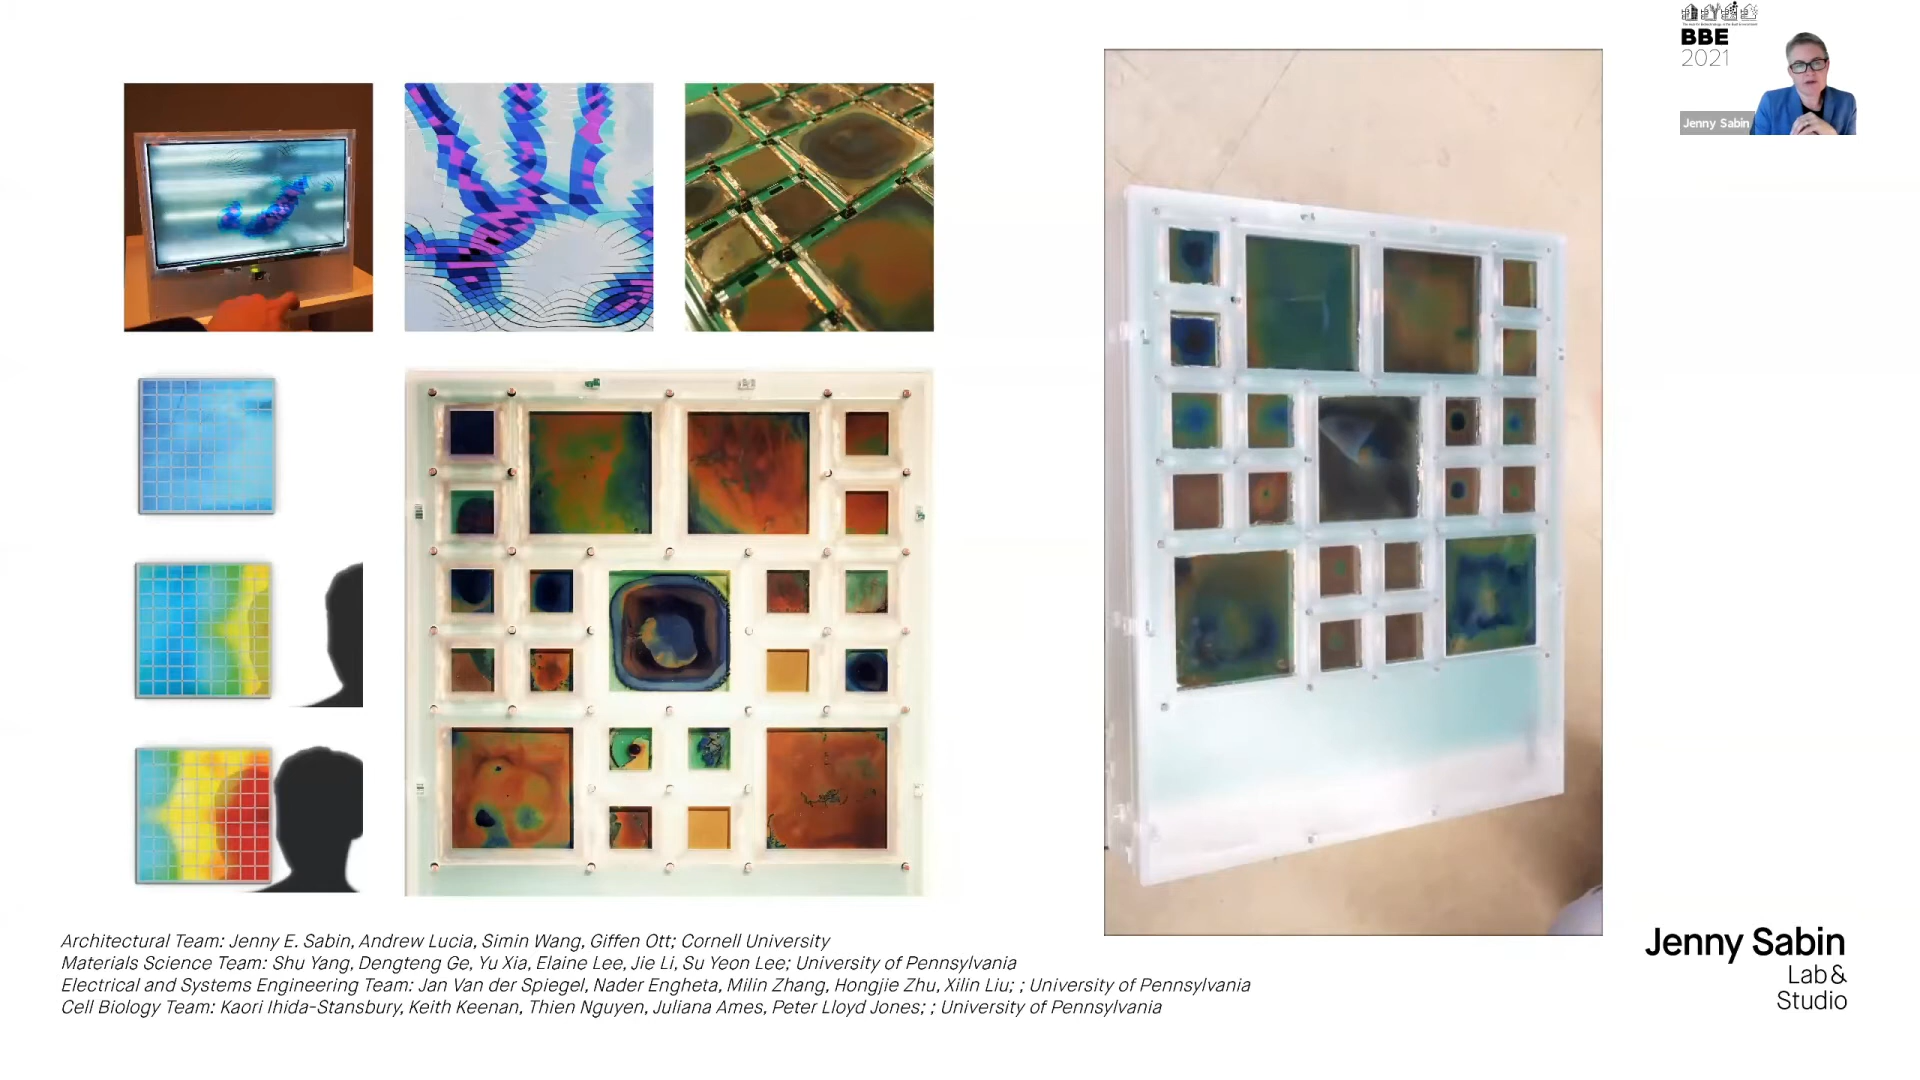 BBE
2021
Jenny Sabin
Architectural Team: Jenny E. Sabin, Andrew Lucia, Simin Wang, Giffen Ott; Cornell University
Materials Science Team: Shu Yang, Dengteng Ge, Yu Xia, Elaine Lee, Jie Li, Su Yeon Lee; University of Pennsylvania
Electrical and Systems Engineering Team: Jan Van der Spiegel, Nader Engheta, Milin Zhang, Hongjie Zhu, Xilin Liu; ; University of Pennsylvania
Cell Biology Team: Kaori Ihida-Stansbury, Keith Keenan, Thien Nguyen, Juliana Ames, Peter Lloyd Jones; ; University of Pennsylvania
Jenny Sabin
Lab &
Studio